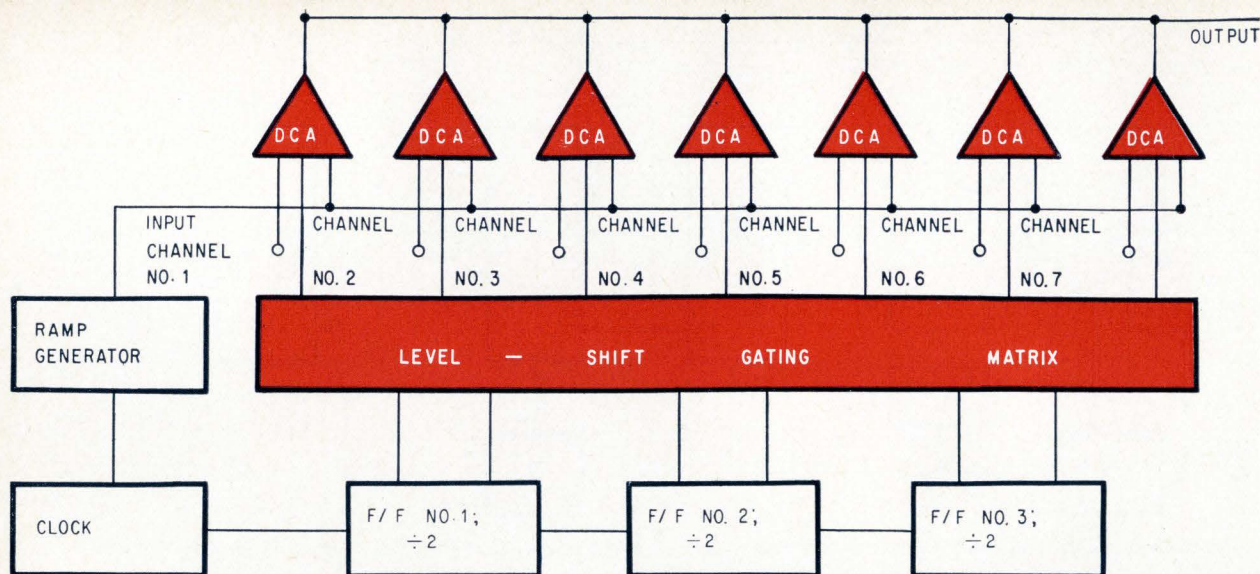 OUTPUT
DCA DCA DCA DCA DCA DCA DCA
INPUT
CHANNEL
NO. 1
CHANNEL
NO. 2
CHANNEL
NO. 3
CHANNEL
NO. 4
CHANNEL
NO. 5
CHANNEL
NO. 6
CHANNEL
NO. 7
RAMP
GENERATOR
LEVEL — SHIFT GATING MATRIX
CLOCK
F/F NO. 1;
÷2
F/F NO. 2;
÷2
F/F NO. 3;
÷2